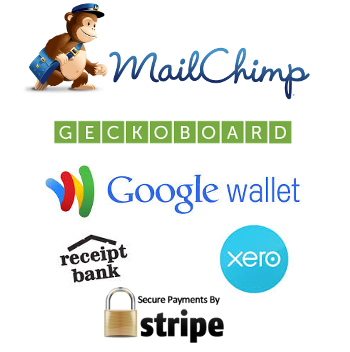 MailChimp
GECKOBOARD
Google wallet
receipt
bank
xero
Secure Payments By
stripe